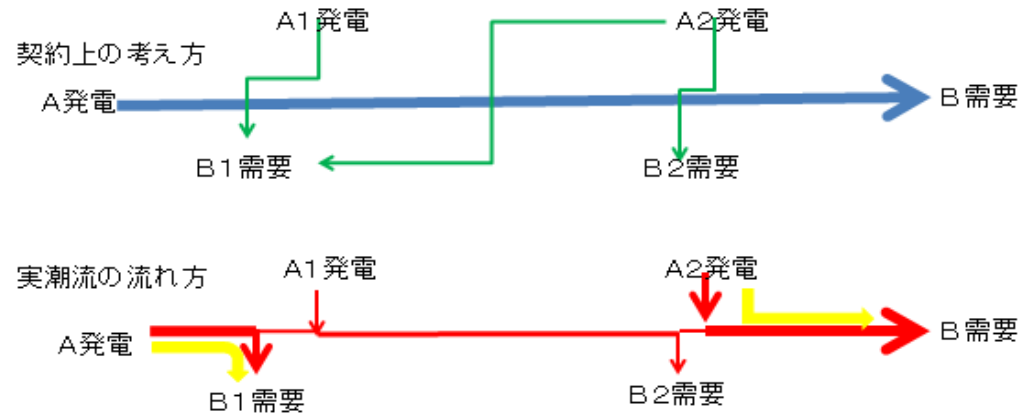 A1発電
A2発電
契約上の考え方
A発電
B需要
B1需要
B2需要
A1発電
A2発電
実潮流の流れ方
A発電
B需要
B1需要
B2需要